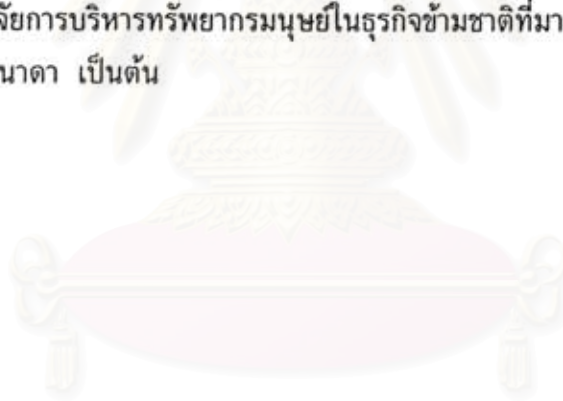 จัยการบริหารทรัพยากรมนุษย์ในธุรกิจข้ามชาติที่มา
นาดา เป็นต้น